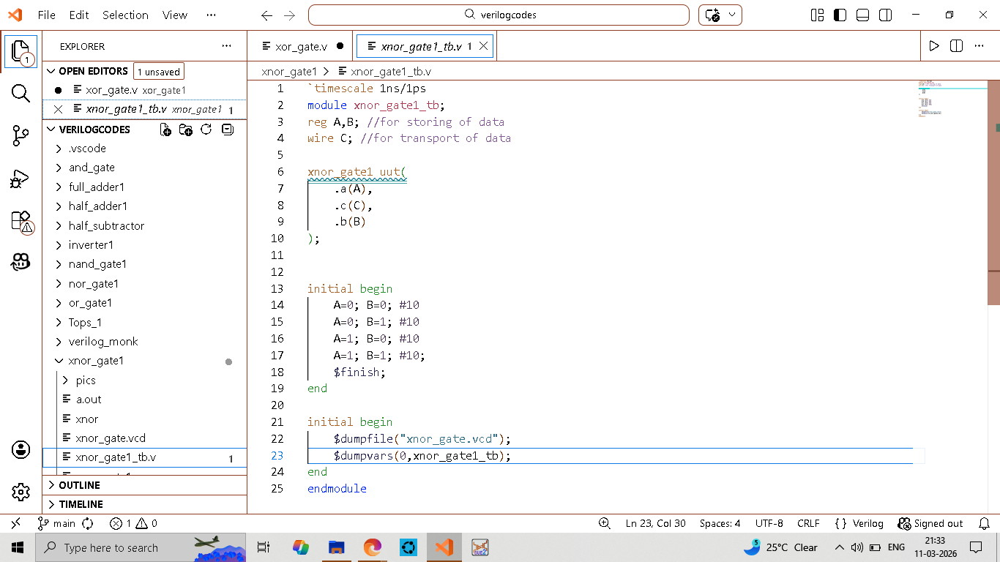 File Edit Selection View ···
verilogcodes
EXPLORER ···
OPEN EDITORS 1 unsaved
xor_gate.v xor_gate1
xnor_gate1_tb.v xnor_gate1 1
VERILOGCODES
.vscode
and_gate
full_adder1
half_adder1
half_subtractor
inverter1
nand_gate1
nor_gate1
or_gate1
Tops_1
verilog_monk
xnor_gate1
pics
a.out
xnor
xnor_gate.vcd
xnor_gate1_tb.v 1
OUTLINE
TIMELINE
xor_gate.v
xnor_gate1_tb.v 1
xnor_gate1 > xnor_gate1_tb.v
1 `timescale 1ns/1ps
2 module xnor_gate1_tb;
3 reg A,B; //for storing of data
4 wire C; //for transport of data
5
6 xnor_gate1 uut(
7 .a(A),
8 .c(C),
9 .b(B)
10 );
11
12
13 initial begin
14 A=0; B=0; #10
15 A=0; B=1; #10
16 A=1; B=0; #10
17 A=1; B=1; #10;
18 $finish;
19 end
20
21 initial begin
22 $dumpfile("xnor_gate.vcd");
23 $dumpvars(0,xnor_gate1_tb);
24 end
25 endmodule
main 1 0 Ln 23, Col 30 Spaces: 4 UTF-8 CRLF {} Verilog Signed out
Type here to search
5 25°C Clear ENG
21:33
11-03-2026